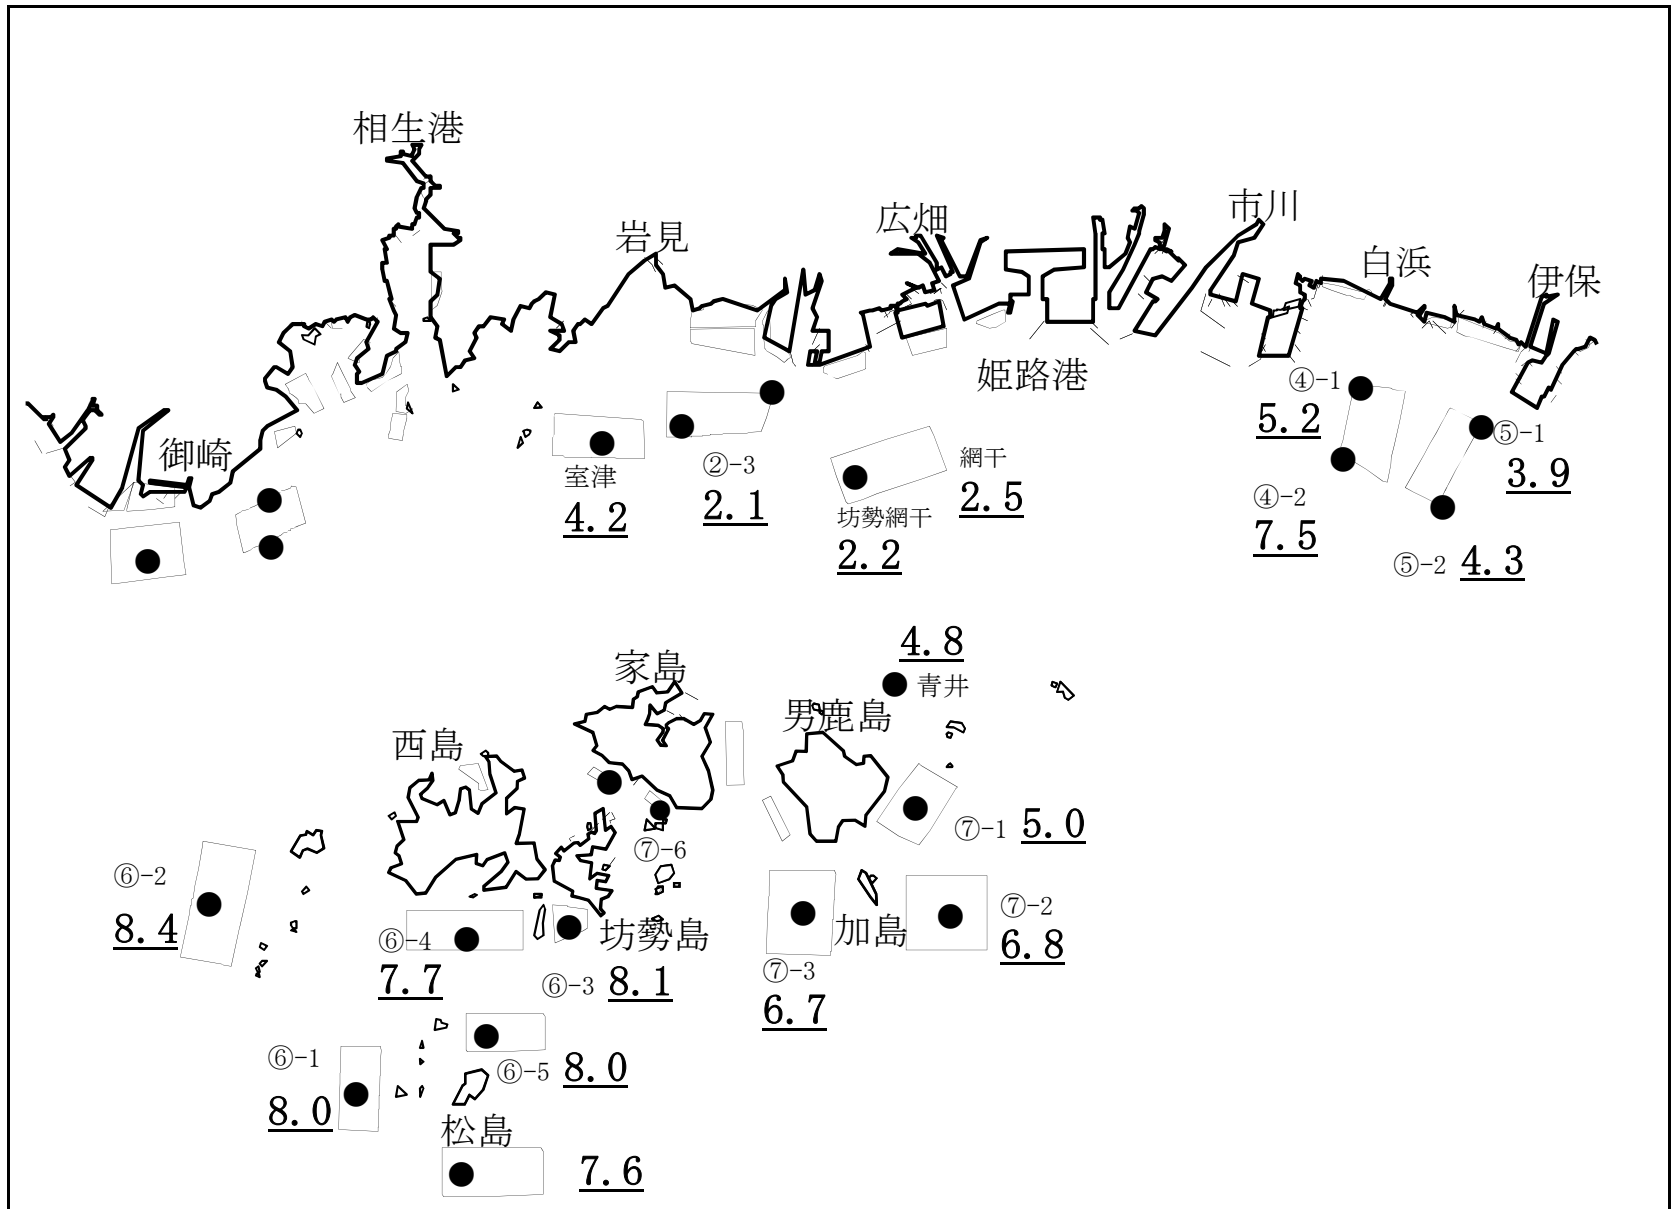 相生港
岩見
広畑
市川
白浜
伊保
姫路港
御崎
④-1
5.2
⑤-1
3.9
室津
4.2
②-3
2.1
網干
2.5
坊勢網干
2.2
④-2
7.5
⑤-2 4.3
4.8
青井
家島
男鹿島
西島
⑦-1 5.0
⑦-6
⑥-2
8.4
⑥-4
7.7
坊勢島
⑥-3 8.1
加島
⑦-2
6.8
⑦-3
6.7
⑥-1
8.0
⑥-5 8.0
松島
7.6